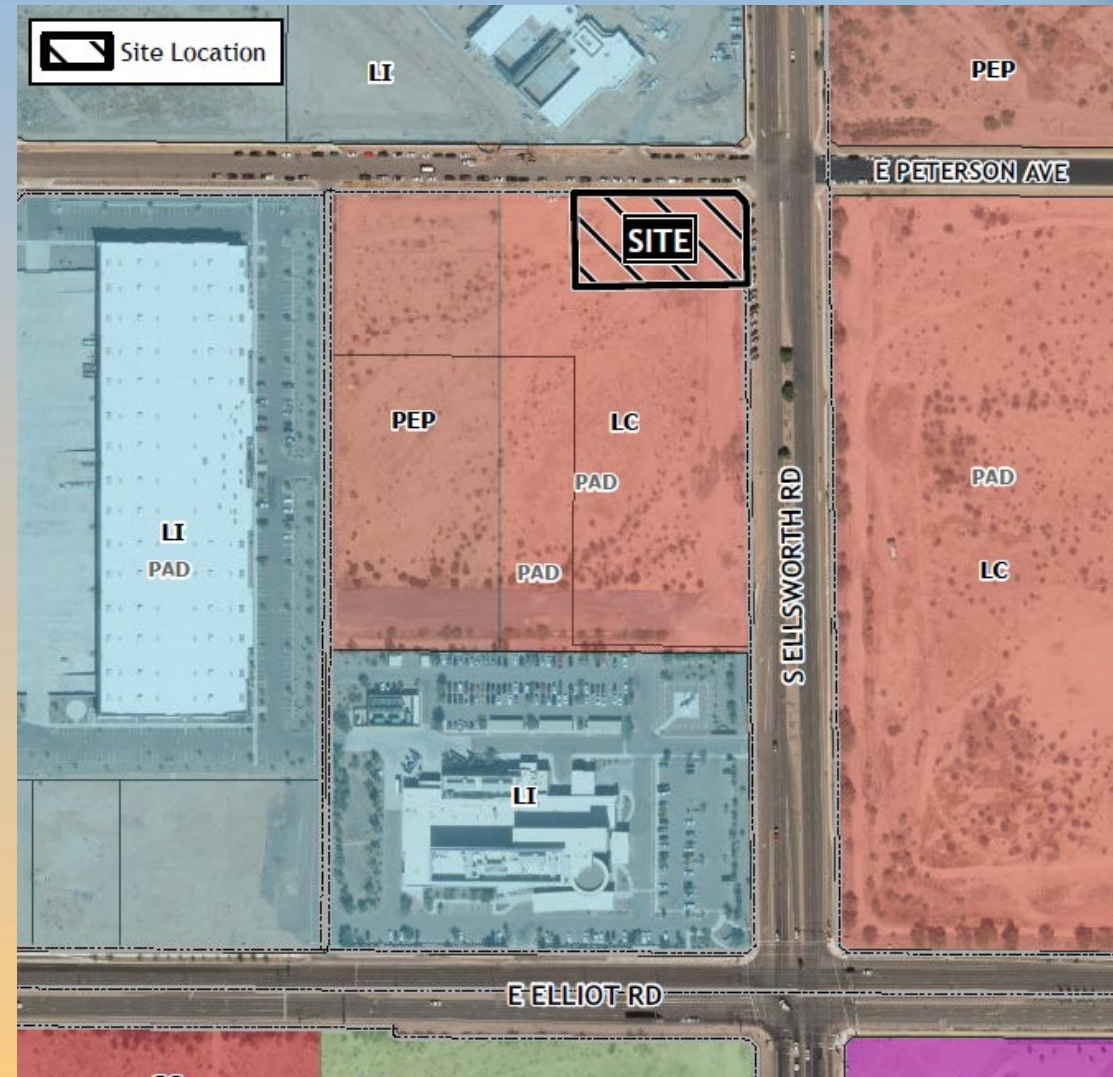 Site Location
LI
PEP
E PETERSON AVE
SITE
PEP
LC
PAD
PAD
LI
PAD
PAD
LC
S ELLSWORTH RD
LI
E ELLIOT RD